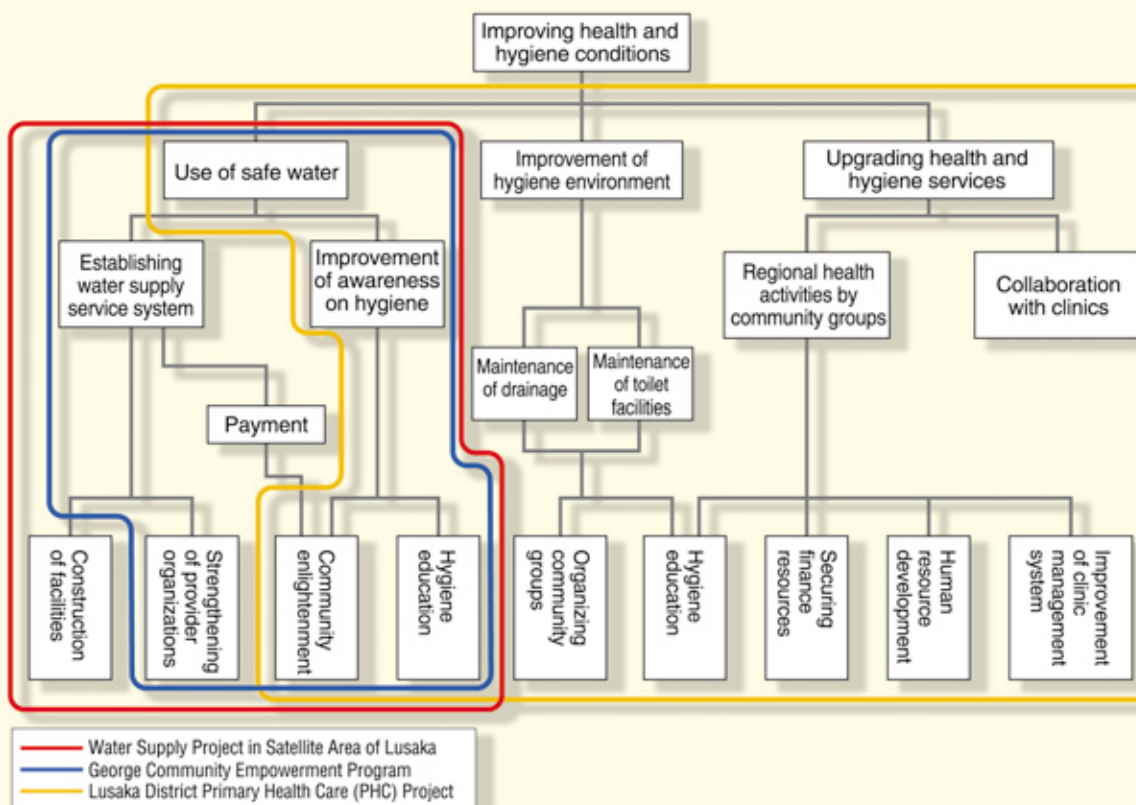 Improving health and
hygiene conditions
Use of safe water
Improvement of
hygiene environment
Upgrading health and
hygiene services
Establishing
water supply
service system
Improvement
of awareness
on hygiene
Regional health
activities by
community groups
Collaboration
with clinics
Maintenance
of drainage
Maintenance
of toilet
facilities
Payment
Construction
of facilities
Strengthening
of provider
organizations
Community
enlightenment
Hygiene
education
Organizing
community
groups
Hygiene
education
Securing
finance
resources
Human
resource
development
Improvement
of clinic
management
system
Water Supply Project in Satellite Area of Lusaka
George Community Empowerment Program
Lusaka District Primary Health Care (PHC) Project